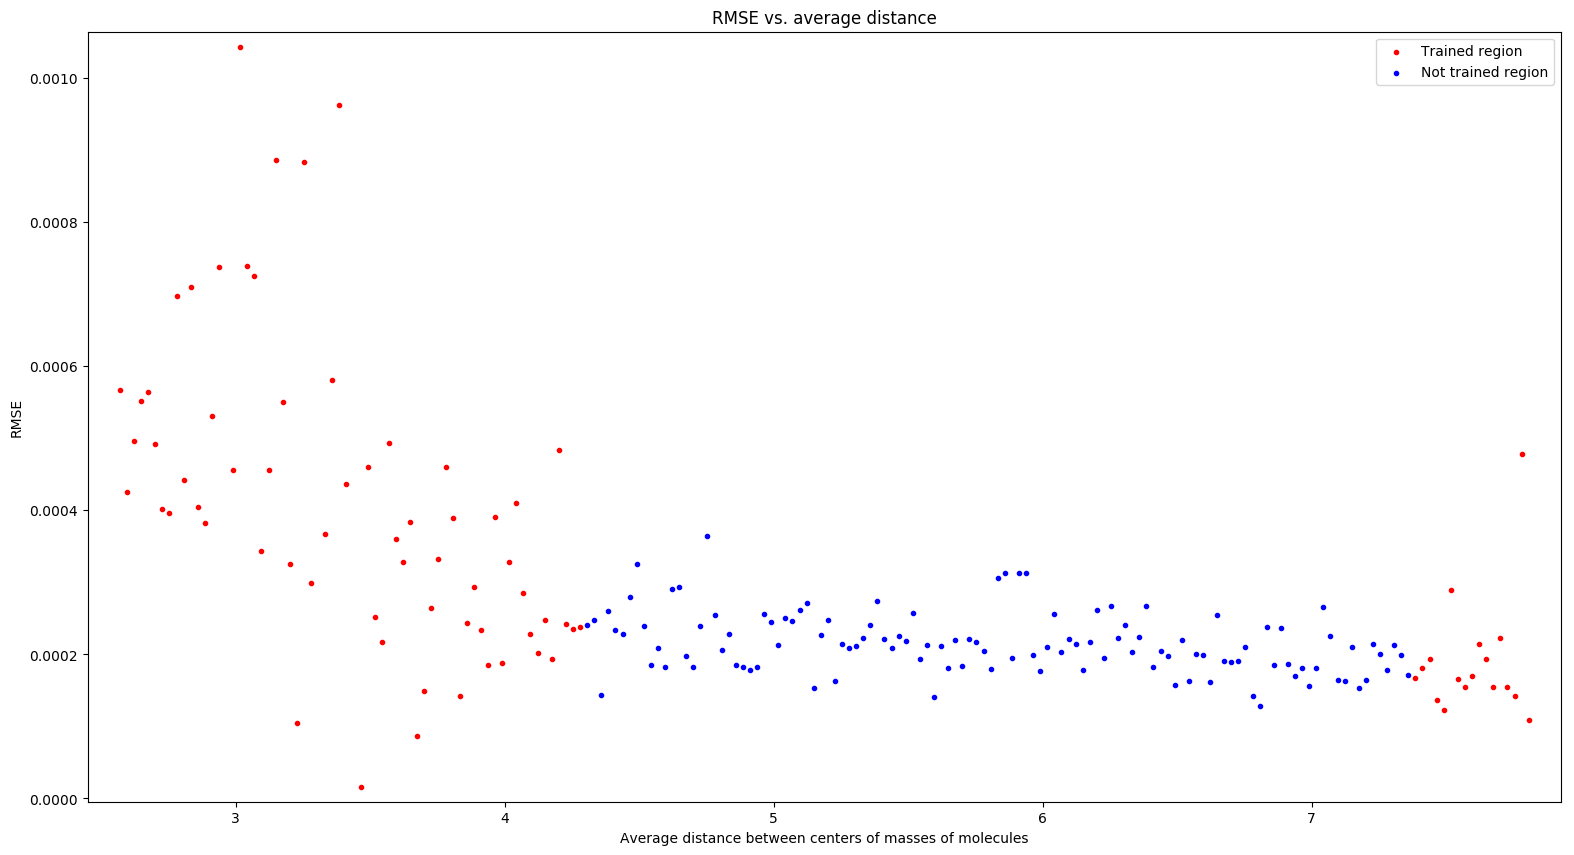 RMSE vs. average distance
Trained region
Not trained region
0.0010
0.0008
0.0006
0.0004
0.0002
0.0000
RMSE
3 4 5 6 7
Average distance between centers of masses of molecules